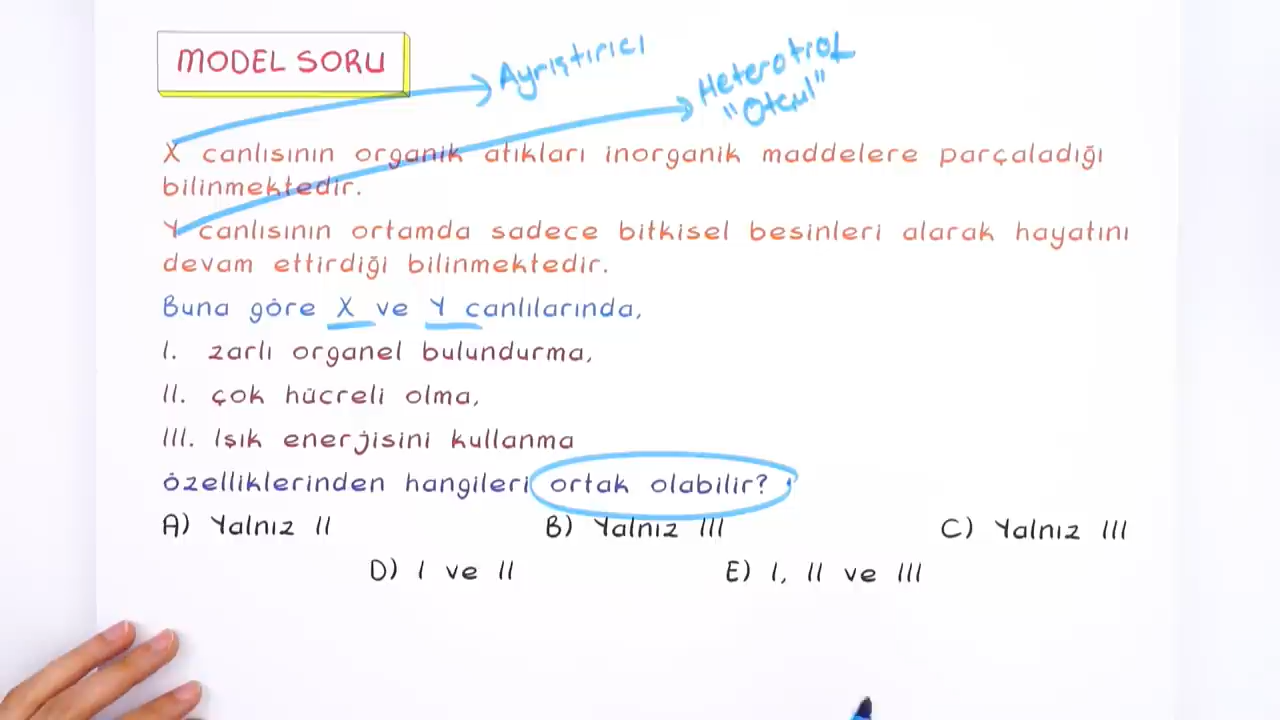 MODEL SORU
Ayrıştırıcı
Heterotrof
"Otçul"
X canlısının organik atıkları inorganik maddelere parçaladığı
bilinmektedir.
Y canlısının ortamda sadece bitkisel besinleri alarak hayatını
devam ettirdiği bilinmektedir.
Buna göre X ve Y canlılarında,
I. zarlı organel bulundurma,
II. çok hücreli olma,
III. Işık enerjisini kullanma
özelliklerinden hangileri ortak olabilir?
A) Yalnız II B) Yalnız III C) Yalnız III
D) I ve II E) I, II ve III